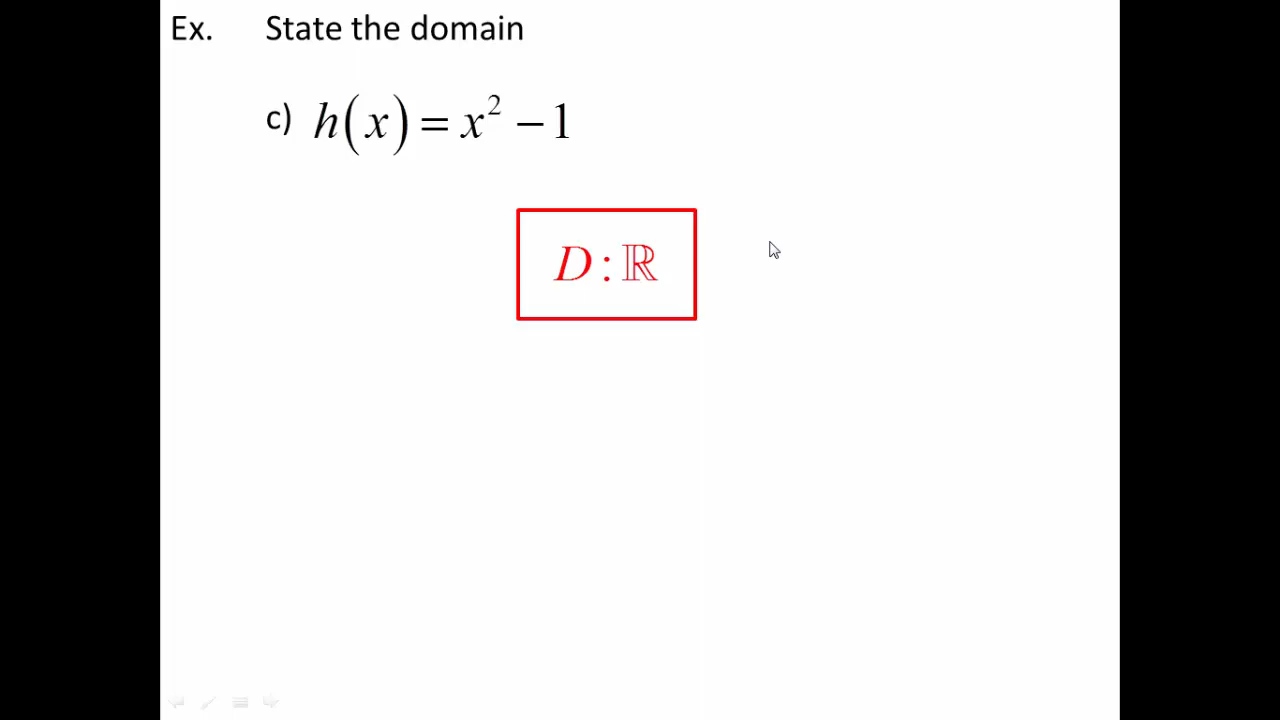 Ex. State the domain
c) h(x) = x² − 1
D : ℝ